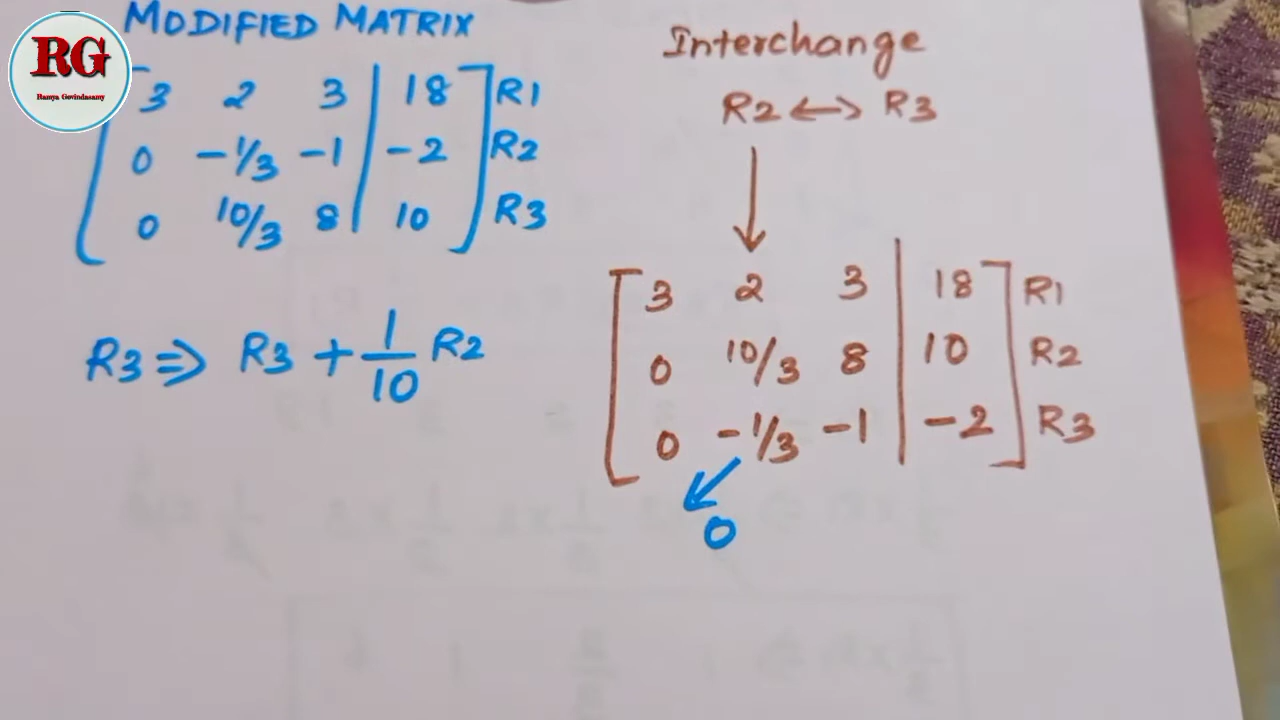 RG
Ramya Govindasamy
MODIFIED MATRIX
3 2 3 | 18 R1
0 -1/3 -1 | -2 R2
0 10/3 8 | 10 R3
R3 ⇒ R3 + 1/10 R2
Interchange
R2 ↔ R3
3 2 3 | 18 R1
0 10/3 8 | 10 R2
0 -1/3 -1 | -2 R3
0